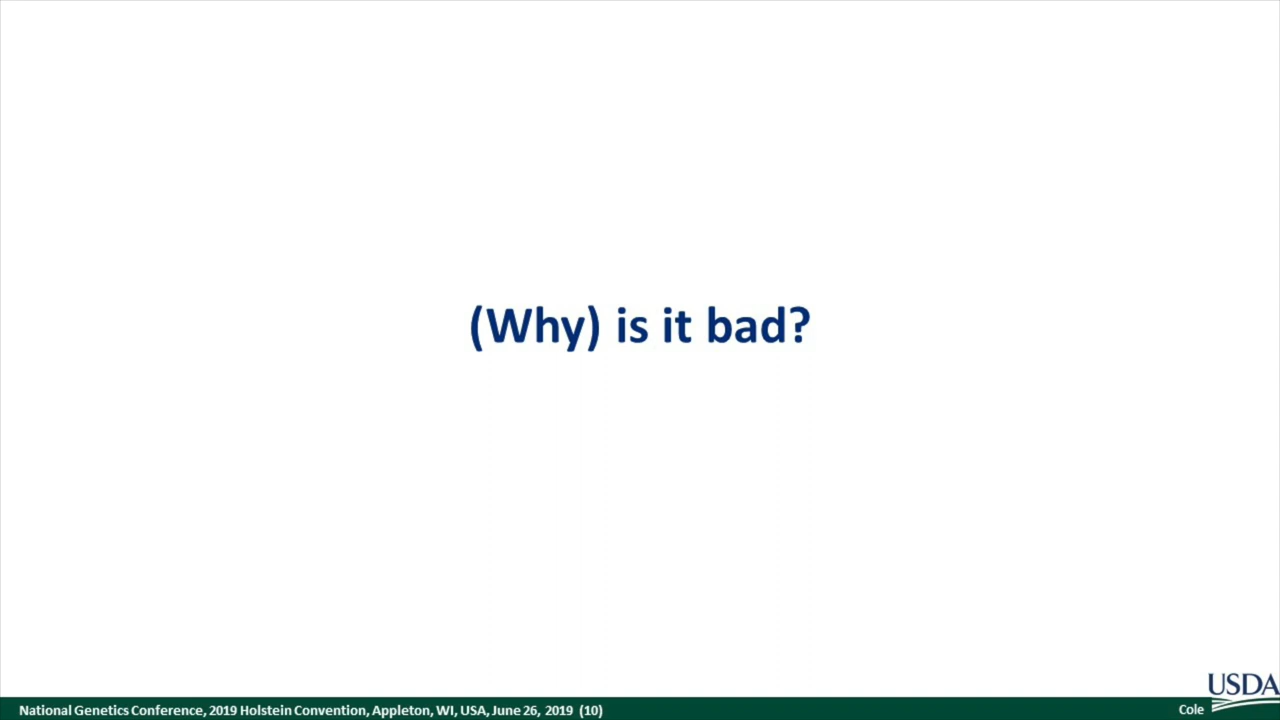 (Why) is it bad?
USDA
National Genetics Conference, 2019 Holstein Convention, Appleton, WI, USA, June 26, 2019 (10)
Cole